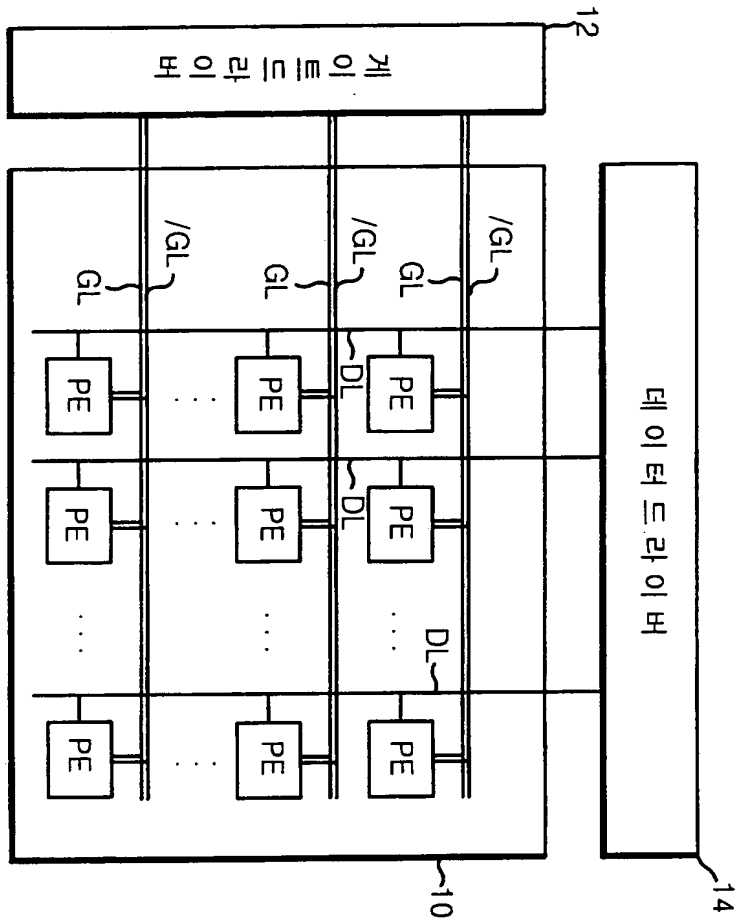 14
데이터드라이버
12
/GL
DL
10
GL
PE PE ... PE
게이트드라이버
/GL
DL DL
GL
PE PE ... PE
... ... ...
/GL
GL
PE PE ... PE